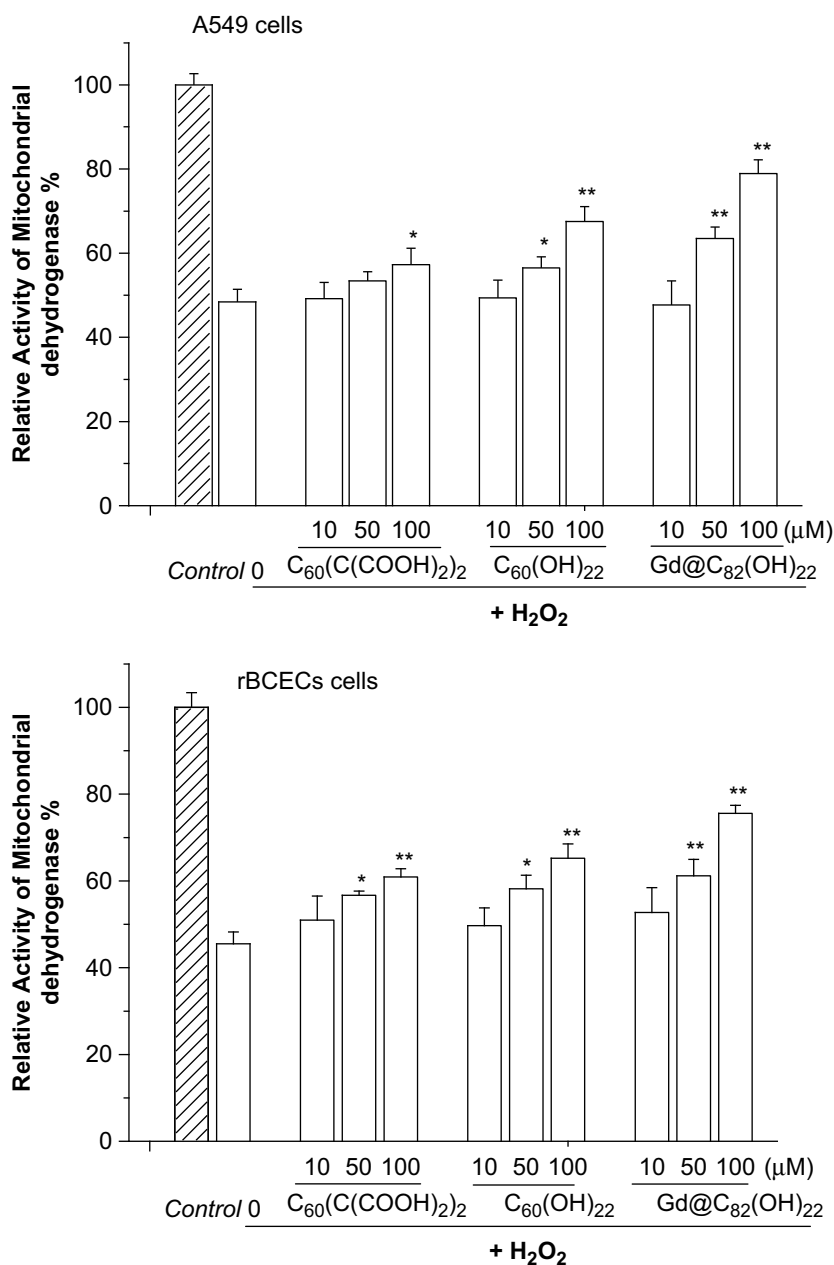 A549 cells
Relative Activity of Mitochondrial
dehydrogenase %
100
80
60
40
20
0
*
*
**
**
**
10 50 100 10 50 100 10 50 100 (μM)
Control 0 C₆₀(C(COOH)₂)₂ C₆₀(OH)₂₂ Gd@C₈₂(OH)₂₂
+ H₂O₂
rBCECs cells
Relative Activity of Mitochondrial
dehydrogenase %
100
80
60
40
20
0
*
**
*
**
**
**
10 50 100 10 50 100 10 50 100 (μM)
Control 0 C₆₀(C(COOH)₂)₂ C₆₀(OH)₂₂ Gd@C₈₂(OH)₂₂
+ H₂O₂